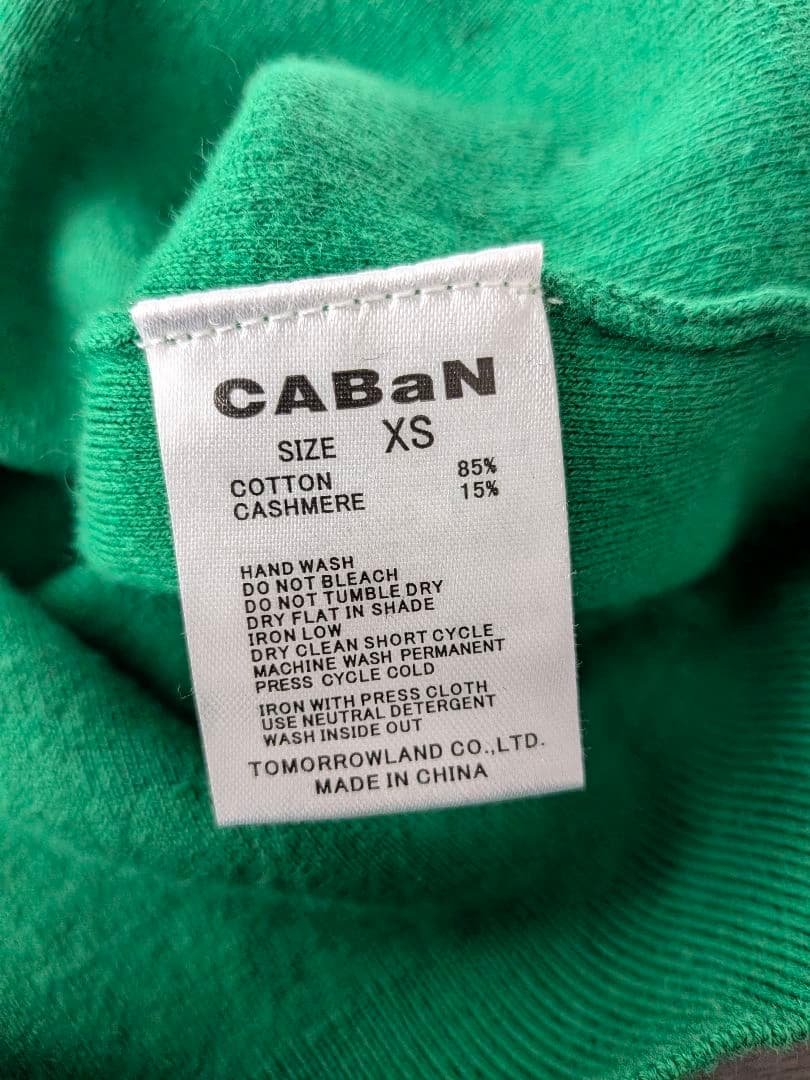 CABaN
SIZE XS
COTTON 85%
CASHMERE 15%
HAND WASH
DO NOT BLEACH
DO NOT TUMBLE DRY
DRY FLAT IN SHADE
IRON LOW
DRY CLEAN SHORT CYCLE
MACHINE WASH PERMANENT
PRESS CYCLE COLD
IRON WITH PRESS CLOTH
USE NEUTRAL DETERGENT
WASH INSIDE OUT
TOMORROWLAND CO.,LTD.
MADE IN CHINA